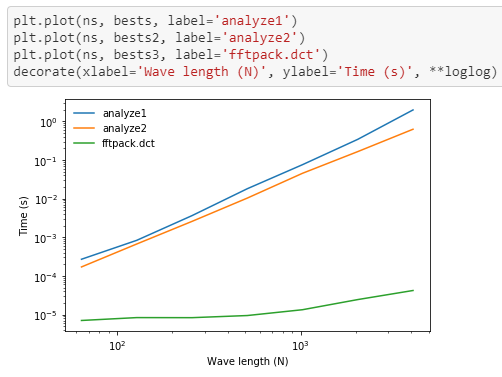 plt.plot(ns, bests, label='analyze1')
plt.plot(ns, bests2, label='analyze2')
plt.plot(ns, bests3, label='fftpack.dct')
decorate(xlabel='Wave length (N)', ylabel='Time (s)', **loglog)
analyze1
analyze2
fftpack.dct
10⁰
10⁻¹
10⁻²
10⁻³
10⁻⁴
10⁻⁵
Time (s)
10²
10³
Wave length (N)